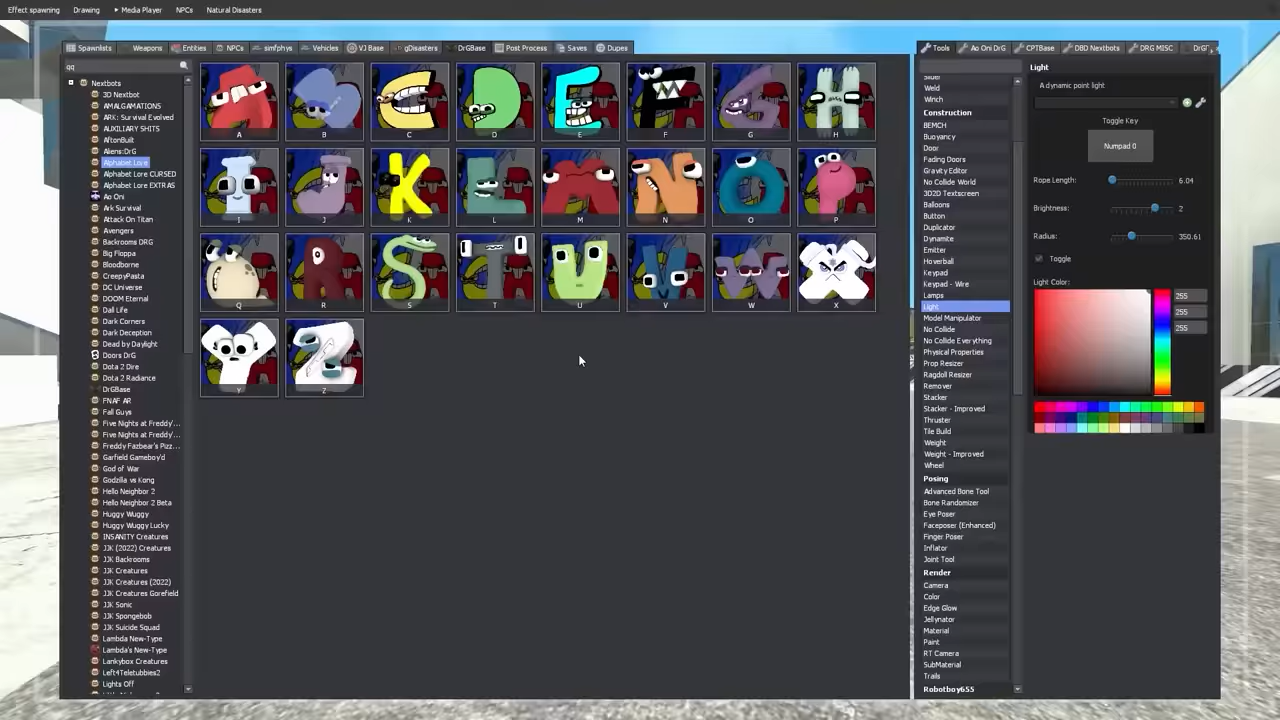 Effect spawning Drawing Media Player NPCs Natural Disasters
Spawnlists Weapons Entities NPCs simfphys Vehicles VJ Base gDisasters DrGBase Post Process Saves Dupes
qq
Nextbots
3D Nextbot
AMALGAMATIONS
ARK: Survival Evolved
AUXILIARY SHITS
AftonBuilt
Aliens:DrG
Alphabet Lore
Alphabet Lore CURSED
Alphabet Lore EXTRAS
Ao Oni
Ark Survival
Attack On Titan
Avengers
Backrooms DRG
Big Floppa
Bloodborne
CreepyPasta
DC Universe
DOOM Eternal
Dall Life
Dark Corners
Dark Deception
Dead by Daylight
Doors DrG
Dota 2 Dire
Dota 2 Radiance
DrGBase
FNAF AR
Fall Guys
Five Nights at Freddy'...
Five Nights at Freddy'...
Freddy Fazbear's Pizz...
Garfield Gameboy'd
God of War
Godzilla vs Kong
Hello Neighbor 2
Hello Neighbor 2 Beta
Huggy Wuggy
Huggy Wuggy Lucky
INSANITY Creatures
JJK (2022) Creatures
JJK Backrooms
JJK Creatures
JJK Creatures (2022)
JJK Creatures Gorefield
JJK Sonic
JJK Spongebob
JJK Suicide Squad
Lambda New-Type
Lambda's New-Type
Lankybox Creatures
Left4Teletubbies2
Lights Off
A B C D E F G H
I J K L M N O P
Q R S T U V W X
Y Z
Tools Ao Oni DrG CPTBase DBD Nextbots DRG MISC DrG
Slider
Weld
Winch
Construction
BEMCH
Buoyancy
Door
Fading Doors
Gravity Editor
No Collide World
3D2D Textscreen
Balloons
Button
Duplicator
Dynamite
Emitter
Hoverball
Keypad
Keypad - Wire
Lamps
Light
Model Manipulator
No Collide
No Collide Everything
Physical Properties
Prop Resizer
Ragdoll Resizer
Remover
Stacker
Stacker - Improved
Thruster
Tile Build
Weight
Weight - Improved
Wheel
Posing
Advanced Bone Tool
Bone Randomizer
Eye Poser
Faceposer (Enhanced)
Finger Poser
Inflator
Joint Tool
Render
Camera
Color
Edge Glow
Jellynator
Material
Paint
RT Camera
SubMaterial
Trails
Robotboy655
Light
A dynamic point light
Toggle Key
Numpad 0
Rope Length: 6.04
Brightness: 2
Radius: 350.61
Toggle
Light Color:
255
255
255